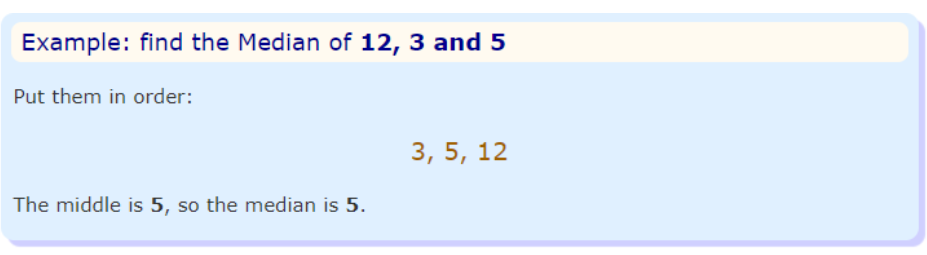 Example: find the Median of 12, 3 and 5
Put them in order:
3, 5, 12
The middle is 5, so the median is 5.